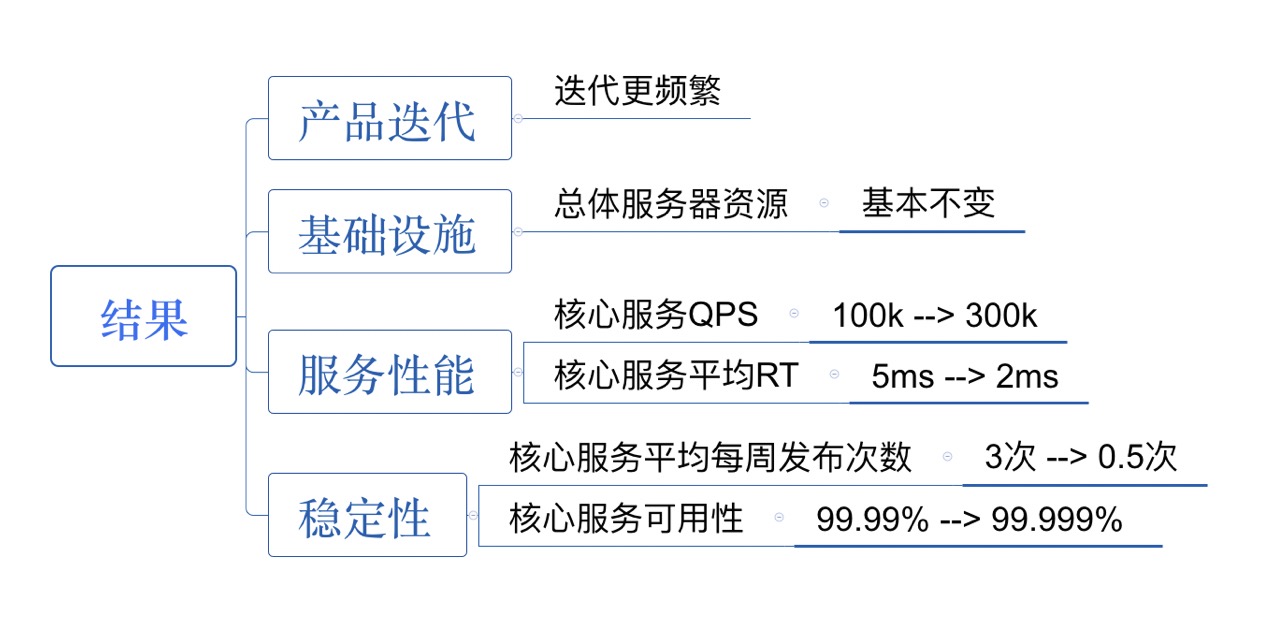 结果
产品迭代
迭代更频繁
基础设施
总体服务器资源
基本不变
服务性能
核心服务QPS
100k --> 300k
核心服务平均RT
5ms --> 2ms
稳定性
核心服务平均每周发布次数
3次 --> 0.5次
核心服务可用性
99.99% --> 99.999%